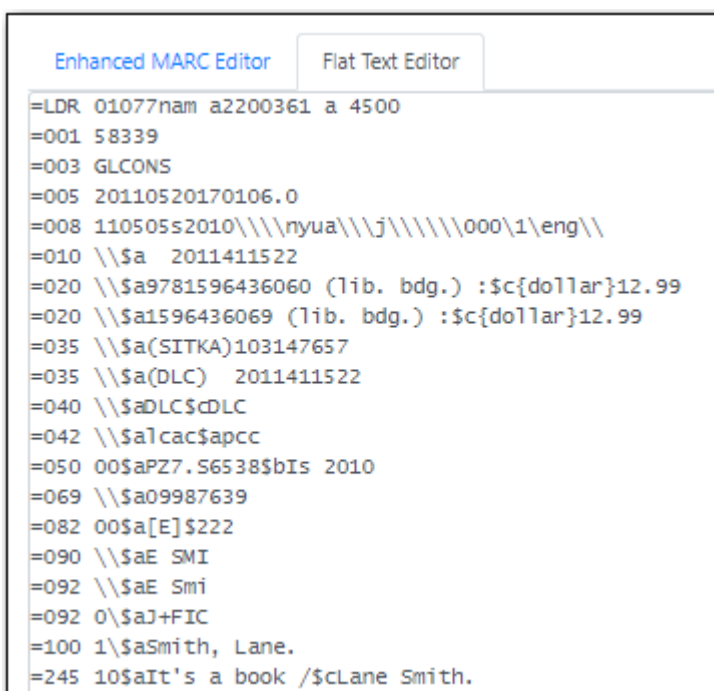 Enhanced MARC Editor Flat Text Editor
=LDR 01077nam a2200361 a 4500
=001 58339
=003 GLCONS
=005 20110520170106.0
=008 110505s2010\\\\nyua\\\j\\\\\\000\1\eng\\
=010 \\$a  2011411522
=020 \\$a9781596436060 (lib. bdg.) :$c{dollar}12.99
=020 \\$a1596436069 (lib. bdg.) :$c{dollar}12.99
=035 \\$a(SITKA)103147657
=035 \\$a(DLC)  2011411522
=040 \\$aDLC$cDLC
=042 \\$alcac$apcc
=050 00$aPZ7.S6538$bIs 2010
=069 \\$a09987639
=082 00$a[E]$222
=090 \\$aE SMI
=092 \\$aE Smi
=092 0\$aJ+FIC
=100 1\$aSmith, Lane.
=245 10$aIt's a book /$cLane Smith.